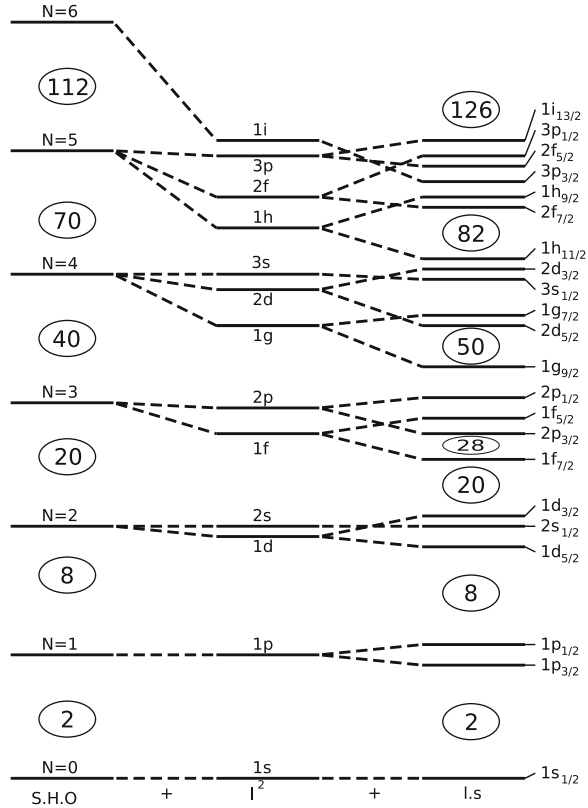 N=6
112
126
1i₁₃/₂
1i
3p₁/₂
N=5
2f₅/₂
3p
3p₃/₂
2f
1h₉/₂
2f₇/₂
70
1h
82
1h₁₁/₂
N=4
3s
2d₃/₂
3s₁/₂
2d
1g₇/₂
1g
2d₅/₂
40
50
1g₉/₂
N=3
2p
2p₁/₂
1f₅/₂
1f
2p₃/₂
28
20
1f₇/₂
20
1d₃/₂
N=2
2s
2s₁/₂
1d
1d₅/₂
8
8
N=1
1p
1p₁/₂
1p₃/₂
2
2
N=0
1s
1s₁/₂
S.H.O + l² + l.s